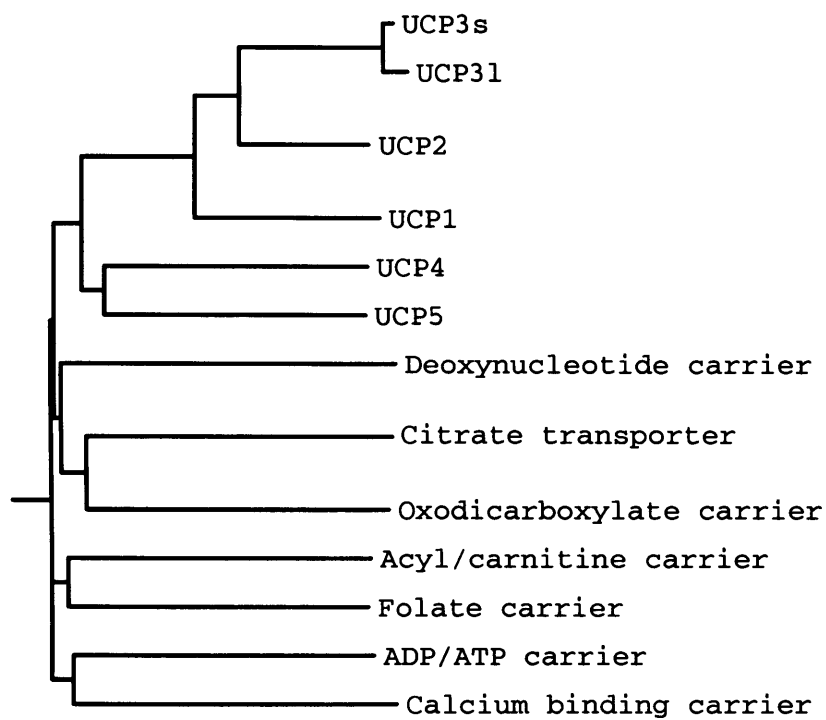 UCP3s
UCP3l
UCP2
UCP1
UCP4
UCP5
Deoxynucleotide carrier
Citrate transporter
Oxodicarboxylate carrier
Acyl/carnitine carrier
Folate carrier
ADP/ATP carrier
Calcium binding carrier